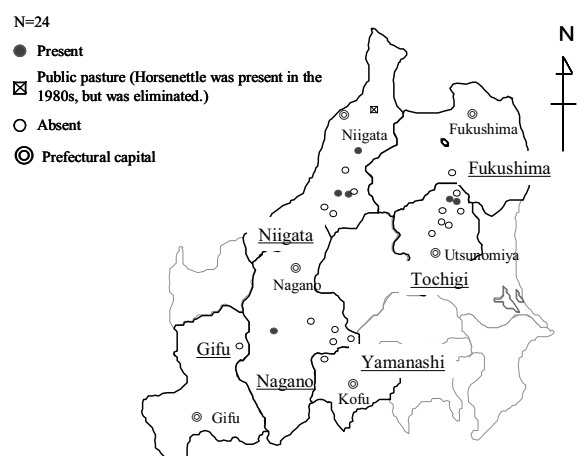 N=24
Present
Public pasture (Horsenettle was present in the
1980s, but was eliminated.)
Absent
Prefectural capital
N
Niigata
Fukushima
Fukushima
Niigata
Nagano
Utsunomiya
Tochigi
Gifu
Yamanashi
Nagano
Kofu
Gifu